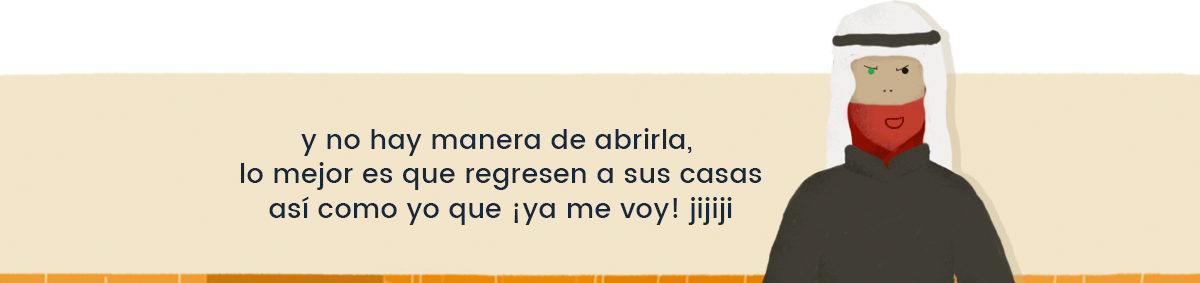 y no hay manera de abrirla,
lo mejor es que regresen a sus casas
así como yo que ¡ya me voy! jijiji